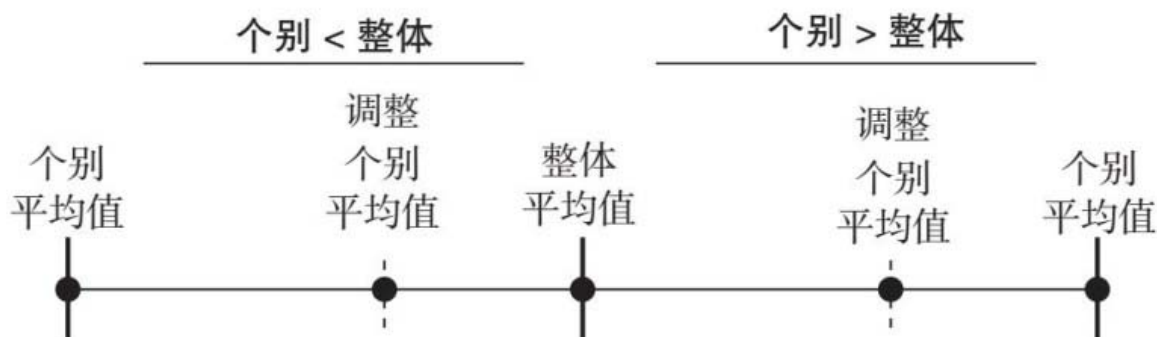 个别 < 整体
个别 > 整体
个别
平均值
调整
个别
平均值
整体
平均值
调整
个别
平均值
个别
平均值